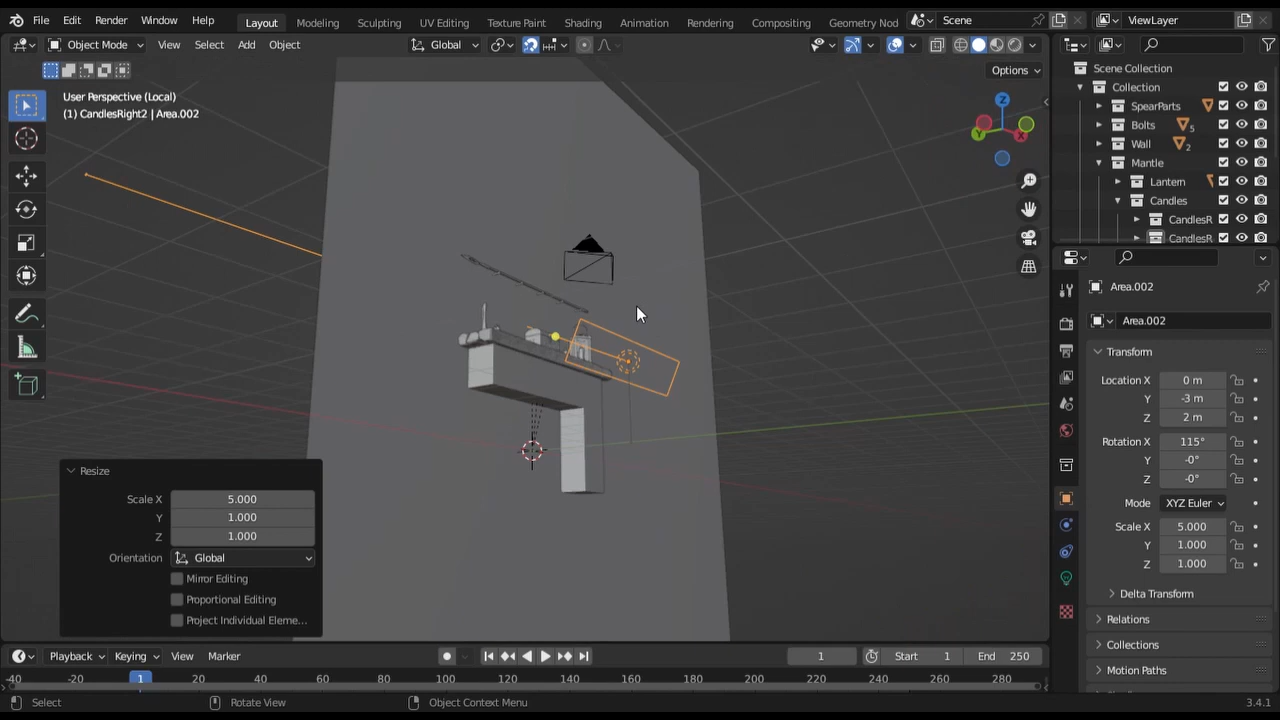 File Edit Render Window Help Layout Modeling Sculpting UV Editing Texture Paint Shading Animation Rendering Compositing Geometry Nod Scene ViewLayer
Object Mode View Select Add Object Global
Options
User Perspective (Local)
(1) CandlesRight2 | Area.002
Z
Y
X
Scene Collection
Collection
SpearParts
Bolts 5
Wall 2
Mantle
Lantern
Candles
CandlesR
CandlesR
Area.002
Area.002
Transform
Location X 0 m
Y -3 m
Z 2 m
Rotation X 115°
Y -0°
Z -0°
Mode XYZ Euler
Scale X 5.000
Y 1.000
Z 1.000
Delta Transform
Relations
Collections
Motion Paths
Resize
Scale X 5.000
Y 1.000
Z 1.000
Orientation Global
Mirror Editing
Proportional Editing
Project Individual Eleme...
Playback Keying View Marker 1 Start 1 End 250
-40 -20 1 20 40 60 80 100 120 140 160 180 200 220 240 260 280
Select Rotate View Object Context Menu 3.4.1